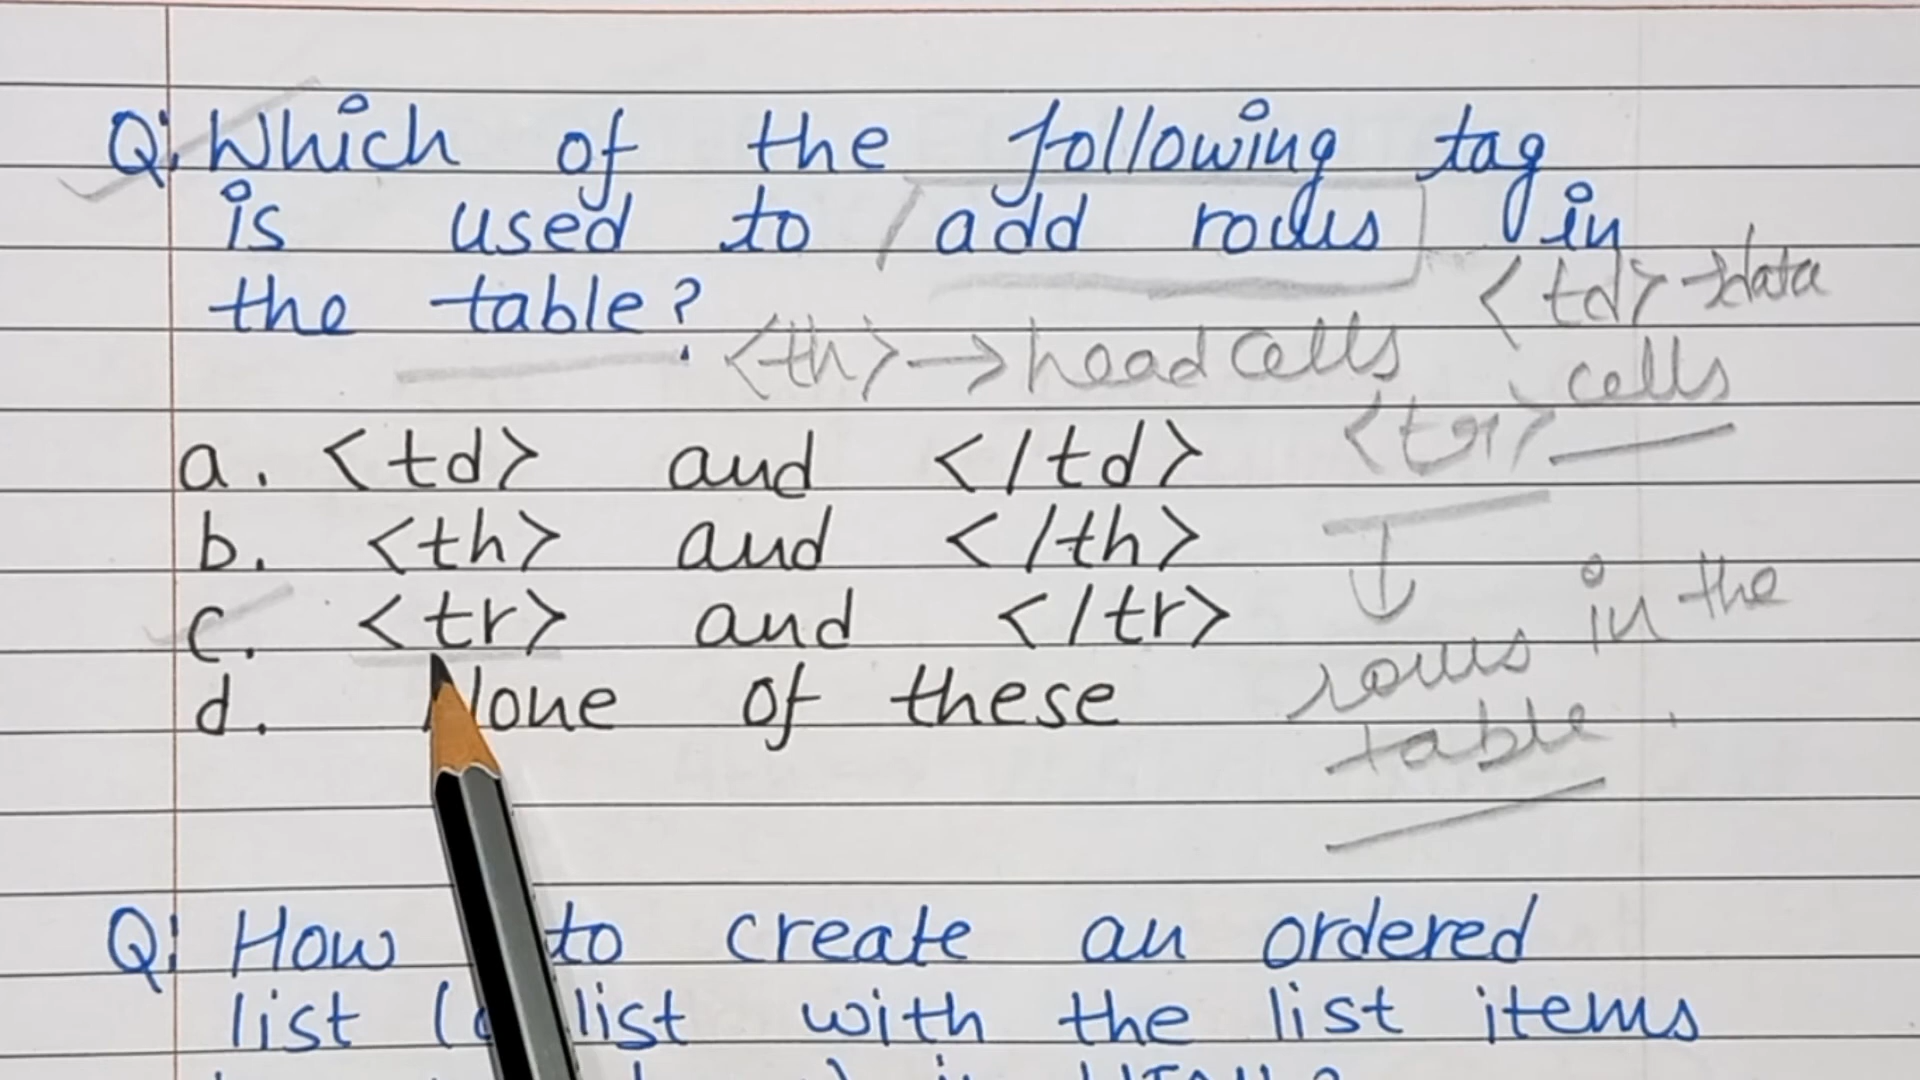 Q: Which of the following tag
is used to add rows in
the table?
<th> → head cells
<td> → data
cells
<tr>
↓
rows in the
table.
a. <td> and </td>
b. <th> and </th>
c. <tr> and </tr>
d. None of these
Q: How to create an ordered
list ( list with the list items